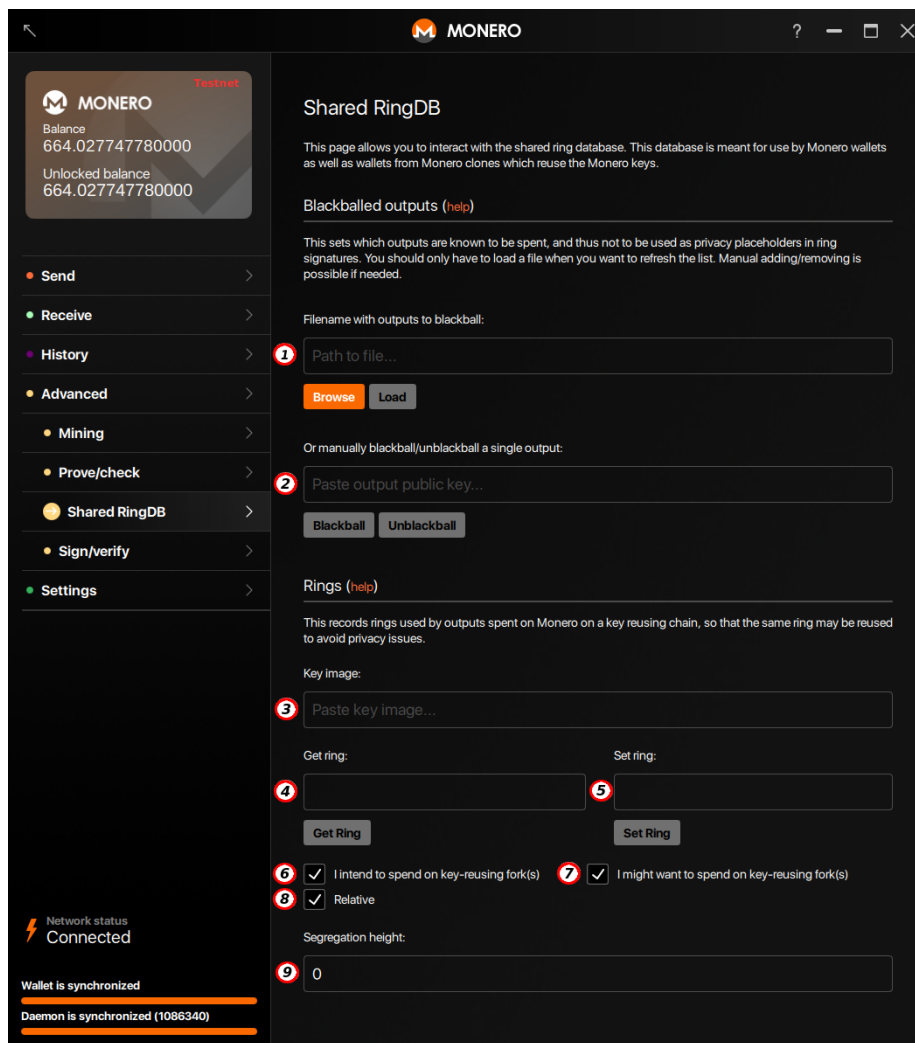 MONERO
?
Testnet
MONERO
Balance
664.027747780000
Unlocked balance
664.027747780000
Send
Receive
History
Advanced
Mining
Prove/check
Shared RingDB
Sign/verify
Settings
Network status
Connected
Wallet is synchronized
Daemon is synchronized (1086340)
Shared RingDB
This page allows you to interact with the shared ring database. This database is meant for use by Monero wallets
as well as wallets from Monero clones which reuse the Monero keys.
Blackballed outputs (help)
This sets which outputs are known to be spent, and thus not to be used as privacy placeholders in ring
signatures. You should only have to load a file when you want to refresh the list. Manual adding/removing is
possible if needed.
Filename with outputs to blackball:
1 Path to file...
Browse Load
Or manually blackball/unblackball a single output:
2 Paste output public key...
Blackball Unblackball
Rings (help)
This records rings used by outputs spent on Monero on a key reusing chain, so that the same ring may be reused
to avoid privacy issues.
Key image:
3 Paste key image...
Get ring: Set ring:
4 5
Get Ring Set Ring
6 I intend to spend on key-reusing fork(s) 7 I might want to spend on key-reusing fork(s)
8 Relative
Segregation height:
9 0